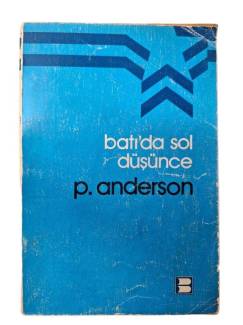 batı'da sol
düşünce
p. anderson